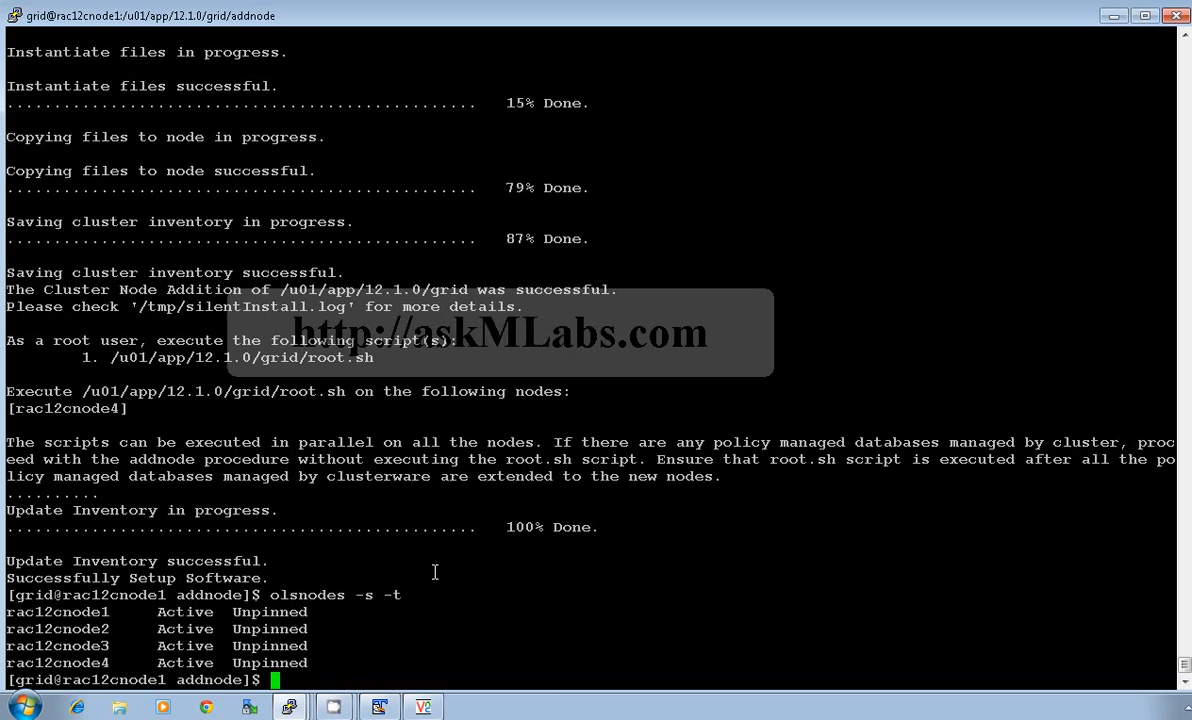 grid@rac12cnode1:/u01/app/12.1.0/grid/addnode
Instantiate files in progress.
Instantiate files successful.
.................................................. 15% Done.
Copying files to node in progress.
Copying files to node successful.
.................................................. 79% Done.
Saving cluster inventory in progress.
.................................................. 87% Done.
Saving cluster inventory successful.
The Cluster Node Addition of /u01/app/12.1.0/grid was successful.
Please check '/tmp/silentInstall.log' for more details.
http://askMLabs.com
As a root user, execute the following script(s):
1. /u01/app/12.1.0/grid/root.sh
Execute /u01/app/12.1.0/grid/root.sh on the following nodes:
[rac12cnode4]
The scripts can be executed in parallel on all the nodes. If there are any policy managed databases managed by cluster, proc
eed with the addnode procedure without executing the root.sh script. Ensure that root.sh script is executed after all the po
licy managed databases managed by clusterware are extended to the new nodes.
..........
Update Inventory in progress.
.................................................. 100% Done.
Update Inventory successful.
Successfully Setup Software.
[grid@rac12cnode1 addnode]$ olsnodes -s -t
rac12cnode1 Active Unpinned
rac12cnode2 Active Unpinned
rac12cnode3 Active Unpinned
rac12cnode4 Active Unpinned
[grid@rac12cnode1 addnode]$